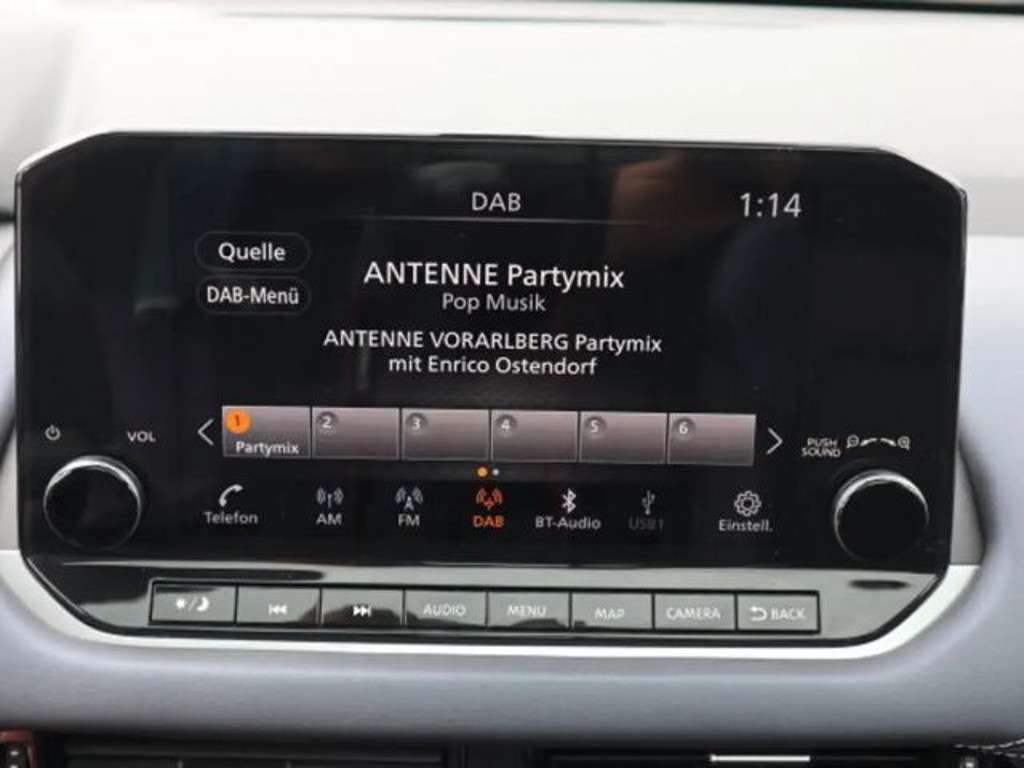 DAB
1:14
Quelle
DAB-Menü
ANTENNE Partymix
Pop Musik
ANTENNE VORARLBERG Partymix
mit Enrico Ostendorf
1 2 3 4 5 6
Partymix
VOL
PUSH
SOUND
Telefon AM FM DAB BT-Audio USB1 Einstell.
AUDIO MENU MAP CAMERA BACK